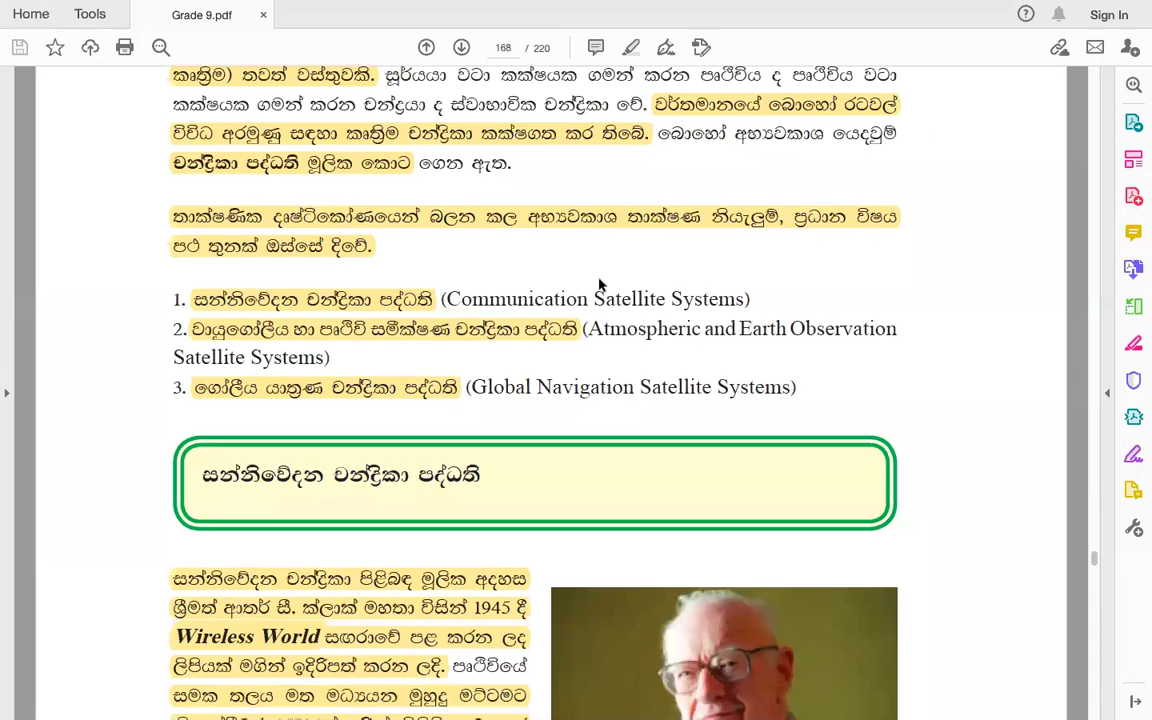 Home
Tools
Grade 9.pdf
×
Sign In
168 / 220
කෘත්‍රිම) තවත් වස්තුවකි. සූර්යයා වටා කක්ෂයක ගමන් කරන පෘථිවිය ද පෘථිවිය වටා
කක්ෂයක ගමන් කරන චන්ද්‍රයා ද ස්වාභාවික චන්ද්‍රිකා වේ. වර්තමානයේ බොහෝ රටවල්
විවිධ අරමුණු සඳහා කෘත්‍රිම චන්ද්‍රිකා කක්ෂගත කර තිබේ. බොහෝ අභ්‍යවකාශ යෙදවුම්
චන්ද්‍රිකා පද්ධති මූලික කොට ගෙන ඇත.
තාක්ෂණික දෘෂ්ටිකෝණයෙන් බලන කල අභ්‍යවකාශ තාක්ෂණ නියැලුම්, ප්‍රධාන විෂය
පථ තුනක් ඔස්සේ දිවේ.
1. සන්නිවේදන චන්ද්‍රිකා පද්ධති (Communication Satellite Systems)
2. වායුගෝලීය හා පෘථිවි සමීක්ෂණ චන්ද්‍රිකා පද්ධති (Atmospheric and Earth Observation
Satellite Systems)
3. ගෝලීය යාත්‍රණ චන්ද්‍රිකා පද්ධති (Global Navigation Satellite Systems)
සන්නිවේදන චන්ද්‍රිකා පද්ධති
සන්නිවේදන චන්ද්‍රිකා පිළිබඳ මූලික අදහස
ශ්‍රීමත් ආතර් සී. ක්ලාක් මහතා විසින් 1945 දී
Wireless World සඟරාවේ පළ කරන ලද
ලිපියක් මගින් ඉදිරිපත් කරන ලදි. පෘථිවියේ
සමක තලය මත මධ්‍යයන මුහුදු මට්ටමට